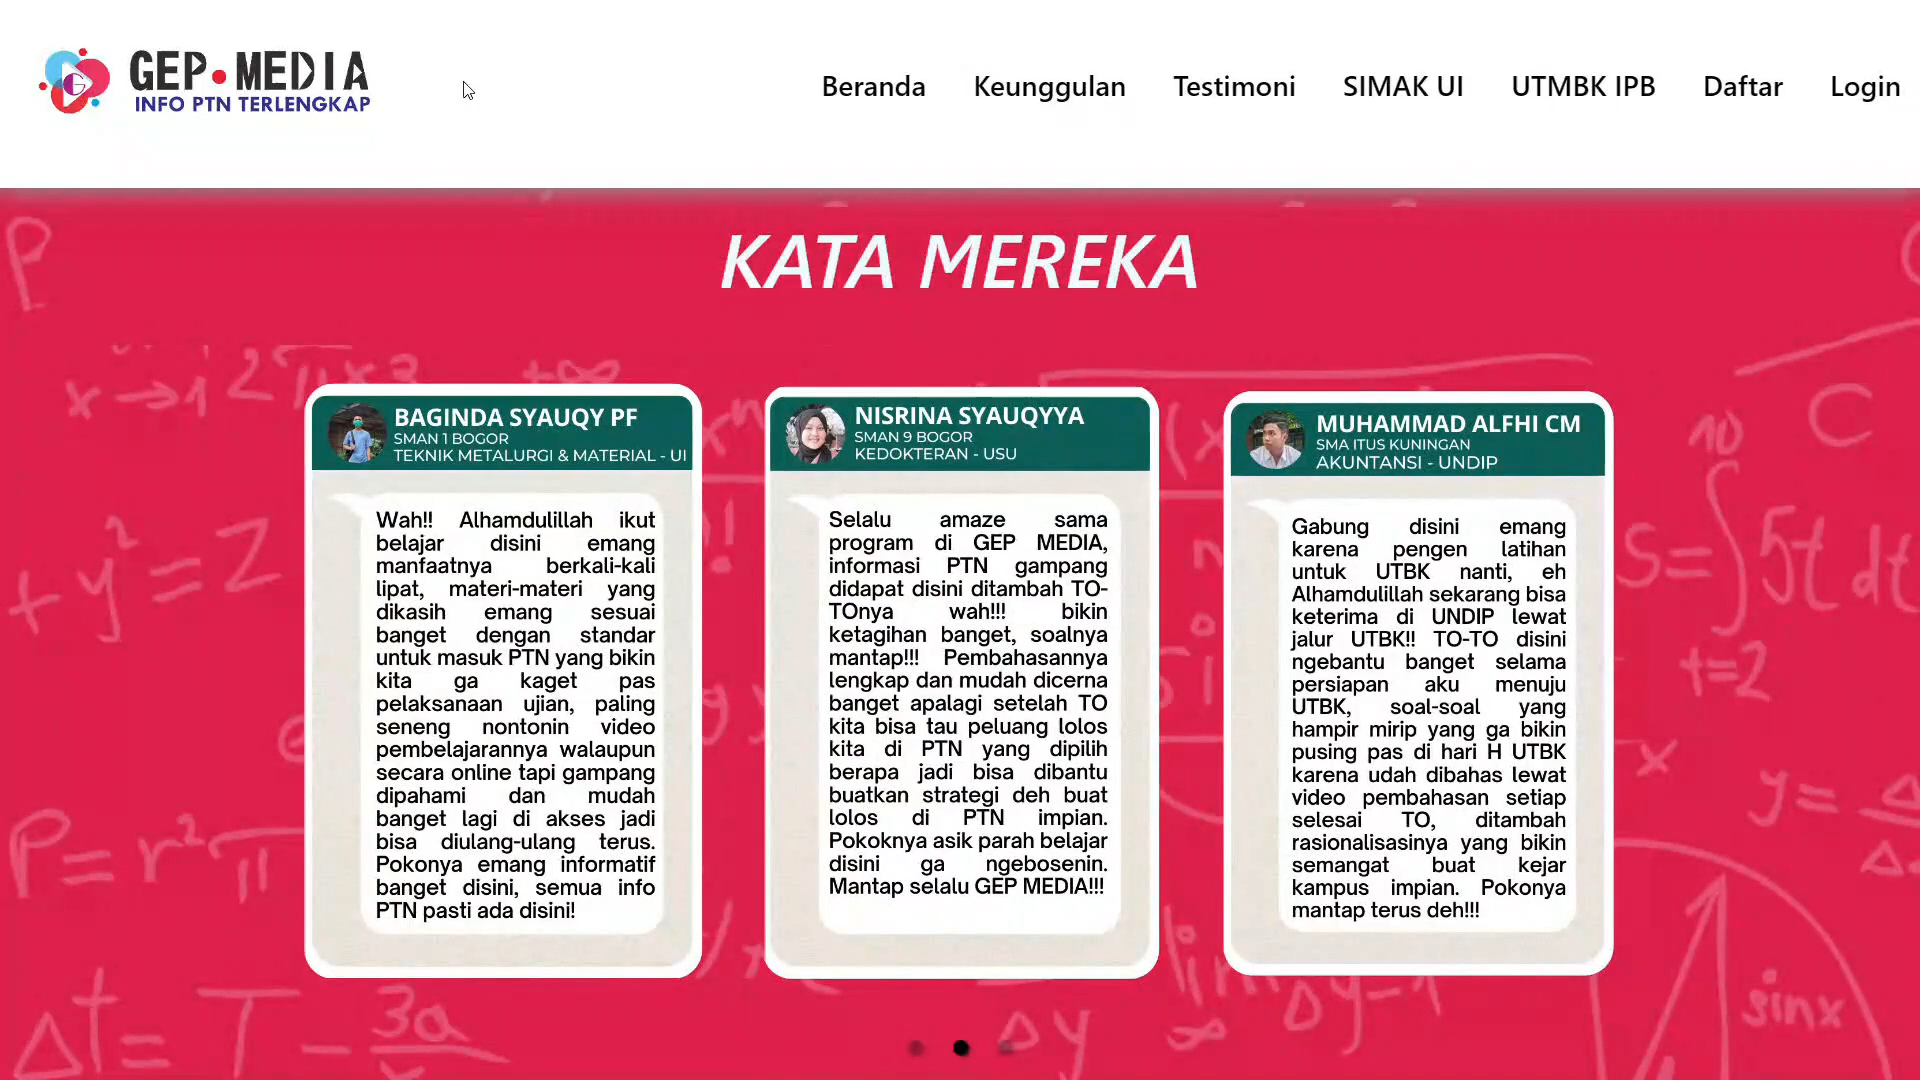 GEP MEDIA
INFO PTN TERLENGKAP
Beranda Keunggulan Testimoni SIMAK UI UTMBK IPB Daftar Login
KATA MEREKA
BAGINDA SYAUQY PF
SMAN 1 BOGOR
TEKNIK METALURGI & MATERIAL - UI
Wah!! Alhamdulillah ikut
belajar disini emang
manfaatnya berkali-kali
lipat, materi-materi yang
dikasih emang sesuai
banget dengan standar
untuk masuk PTN yang bikin
kita ga kaget pas
pelaksanaan ujian, paling
seneng nontonin video
pembelajarannya walaupun
secara online tapi gampang
dipahami dan mudah
banget lagi di akses jadi
bisa diulang-ulang terus.
Pokonya emang informatif
banget disini, semua info
PTN pasti ada disini!
NISRINA SYAUQYYA
SMAN 9 BOGOR
KEDOKTERAN - USU
Selalu amaze sama
program di GEP MEDIA,
informasi PTN gampang
didapat disini ditambah TO-
TOnya wah!!! bikin
ketagihan banget, soalnya
mantap!!! Pembahasannya
lengkap dan mudah dicerna
banget apalagi setelah TO
kita bisa tau peluang lolos
kita di PTN yang dipilih
berapa jadi bisa dibantu
buatkan strategi deh buat
lolos di PTN impian.
Pokoknya asik parah belajar
disini ga ngebosenin.
Mantap selalu GEP MEDIA!!!
MUHAMMAD ALFHI CM
SMA ITUS KUNINGAN
AKUNTANSI - UNDIP
Gabung disini emang
karena pengen latihan
untuk UTBK nanti, eh
Alhamdulillah sekarang bisa
keterima di UNDIP lewat
jalur UTBK!! TO-TO disini
ngebantu banget selama
persiapan aku menuju
UTBK, soal-soal yang
hampir mirip yang ga bikin
pusing pas di hari H UTBK
karena udah dibahas lewat
video pembahasan setiap
selesai TO, ditambah
rasionalisasinya yang bikin
semangat buat kejar
kampus impian. Pokonya
mantap terus deh!!!